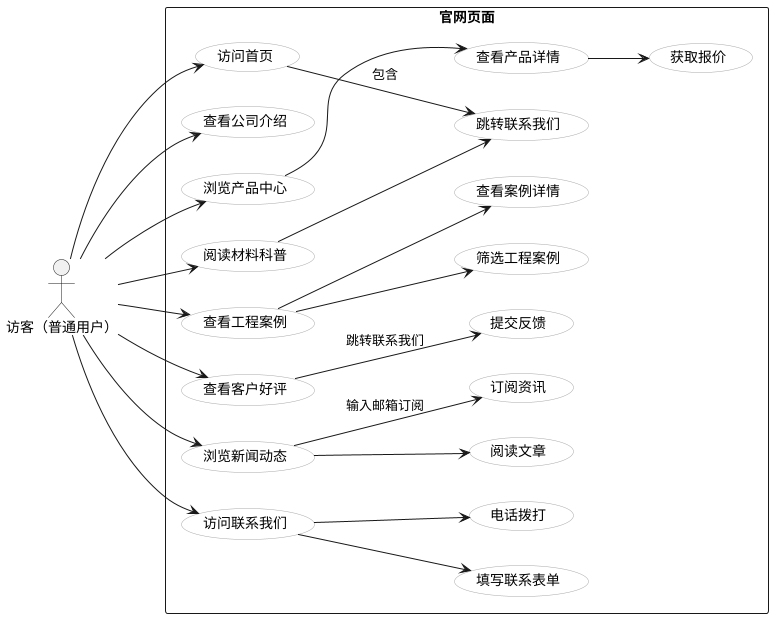 官网页面
访问首页
包含
查看产品详情
获取报价
查看公司介绍
跳转联系我们
浏览产品中心
查看案例详情
阅读材料科普
筛选工程案例
访客（普通用户）
查看工程案例
提交反馈
跳转联系我们
查看客户好评
订阅资讯
输入邮箱订阅
浏览新闻动态
阅读文章
访问联系我们
电话拨打
填写联系表单